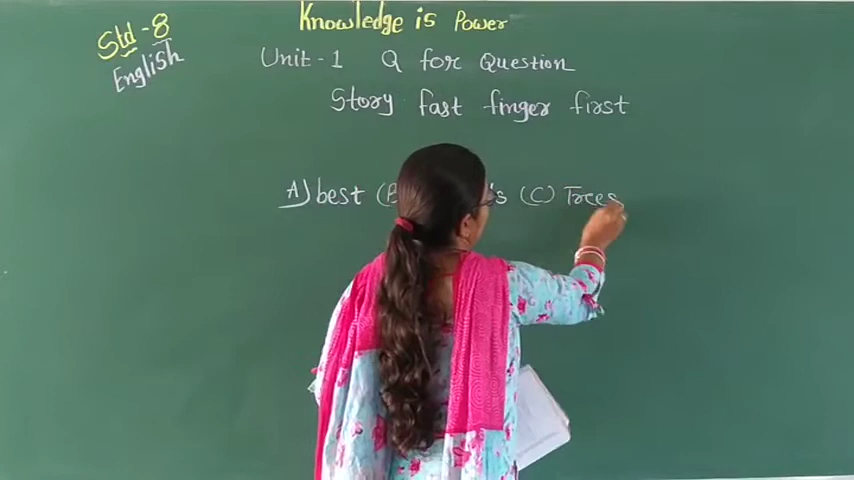 Knowledge is Power
Std - 8
English
Unit - 1 Q for Question
Story fast finger first
A) best (B 's (C) Trees